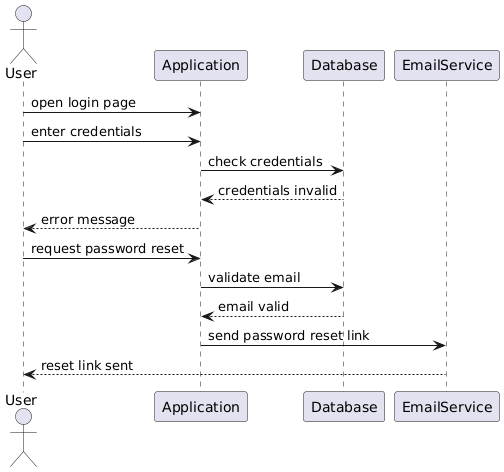 User
Application
Database
EmailService
open login page
enter credentials
check credentials
credentials invalid
error message
request password reset
validate email
email valid
send password reset link
reset link sent
User
Application
Database
EmailService